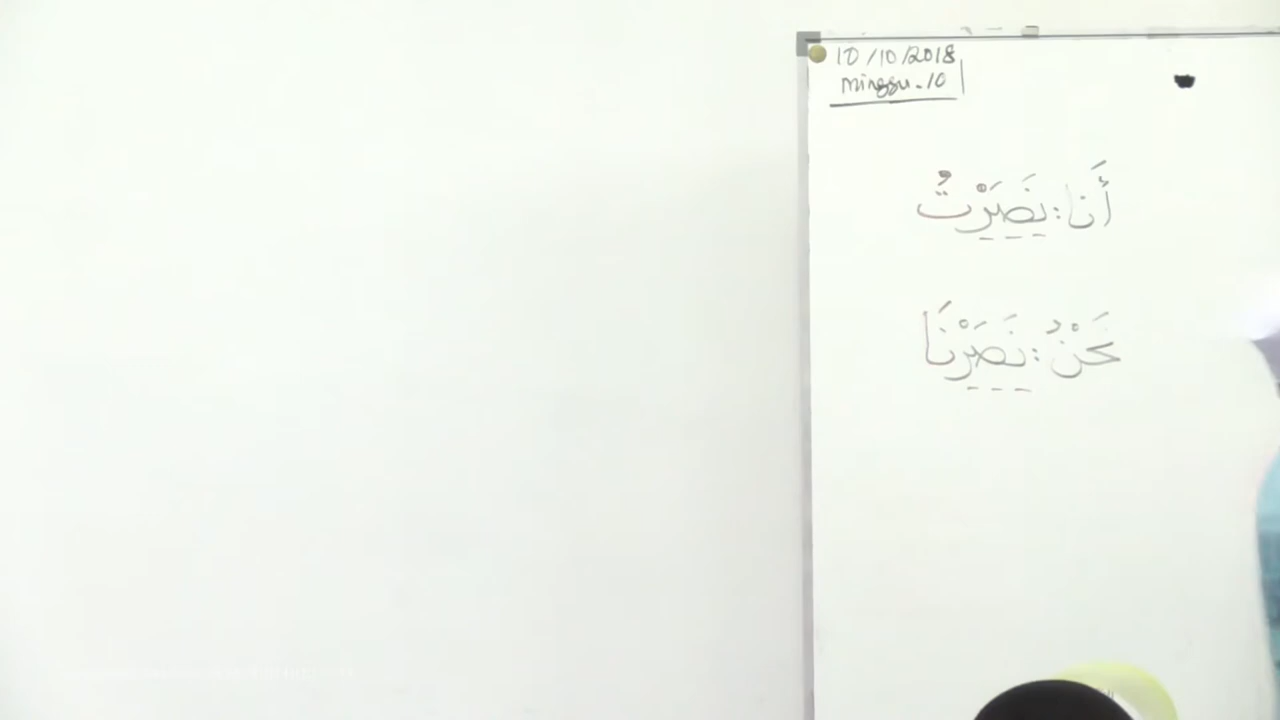 10/10/2018
minggu.10
أَنَا : نَصَرْتُ
نَحْنُ : نَصَرْنَا